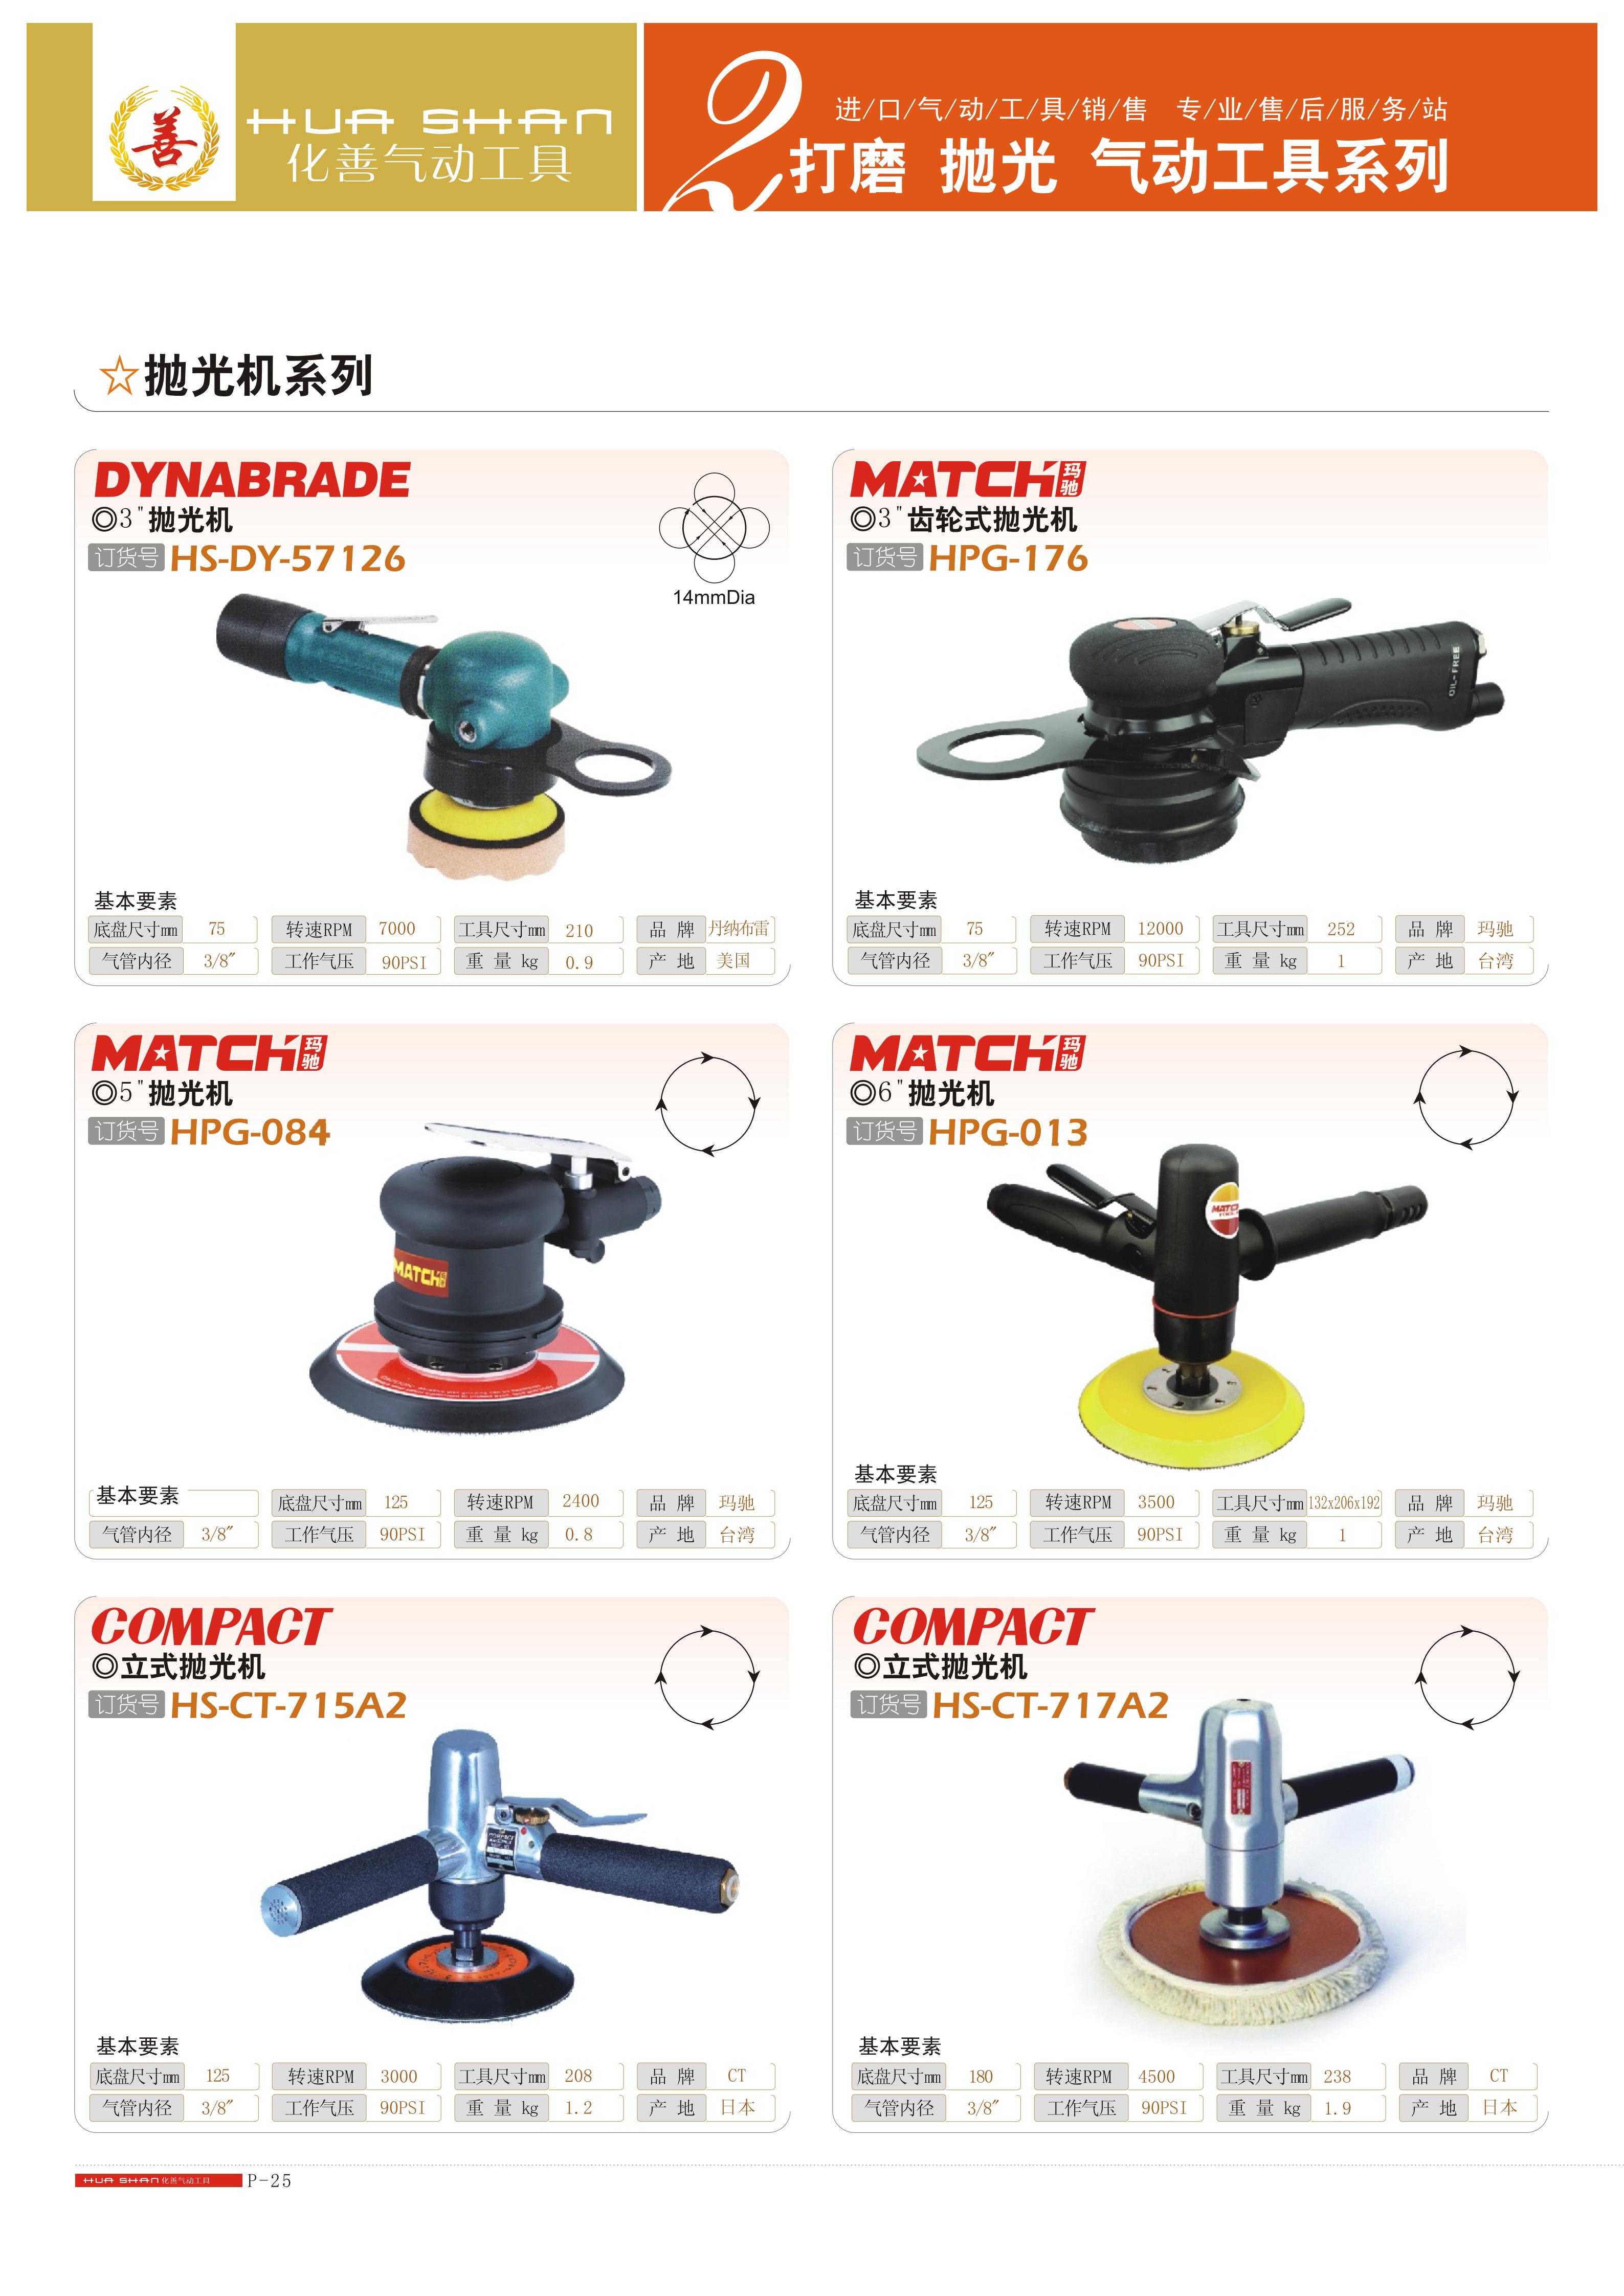 善
HUA SHAN
化善气动工具
2
进/口/气/动/工/具/销/售 专/业/售/后/服/务/站
打磨 抛光 气动工具系列
☆抛光机系列
DYNABRADE
◎3"抛光机
订货号 HS-DY-57126
14mmDia
基本要素
底盘尺寸mm 75 转速RPM 7000 工具尺寸mm 210 品 牌 丹纳布雷
气管内径 3/8" 工作气压 90PSI 重 量 kg 0.9 产 地 美国
MATCH玛驰
◎3"齿轮式抛光机
订货号 HPG-176
OIL-FREE
基本要素
底盘尺寸mm 75 转速RPM 12000 工具尺寸mm 252 品 牌 玛驰
气管内径 3/8" 工作气压 90PSI 重 量 kg 1 产 地 台湾
MATCH玛驰
◎5"抛光机
订货号 HPG-084
MATCH
基本要素 底盘尺寸mm 125 转速RPM 2400 品 牌 玛驰
气管内径 3/8" 工作气压 90PSI 重 量 kg 0.8 产 地 台湾
MATCH玛驰
◎6"抛光机
订货号 HPG-013
MATC
基本要素
底盘尺寸mm 125 转速RPM 3500 工具尺寸mm 132x206x192 品 牌 玛驰
气管内径 3/8" 工作气压 90PSI 重 量 kg 1 产 地 台湾
COMPACT
◎立式抛光机
订货号 HS-CT-715A2
COMPACT
基本要素
底盘尺寸mm 125 转速RPM 3000 工具尺寸mm 208 品 牌 CT
气管内径 3/8" 工作气压 90PSI 重 量 kg 1.2 产 地 日本
COMPACT
◎立式抛光机
订货号 HS-CT-717A2
基本要素
底盘尺寸mm 180 转速RPM 4500 工具尺寸mm 238 品 牌 CT
气管内径 3/8" 工作气压 90PSI 重 量 kg 1.9 产 地 日本
HUA SHAN 化善气动工具 P-25